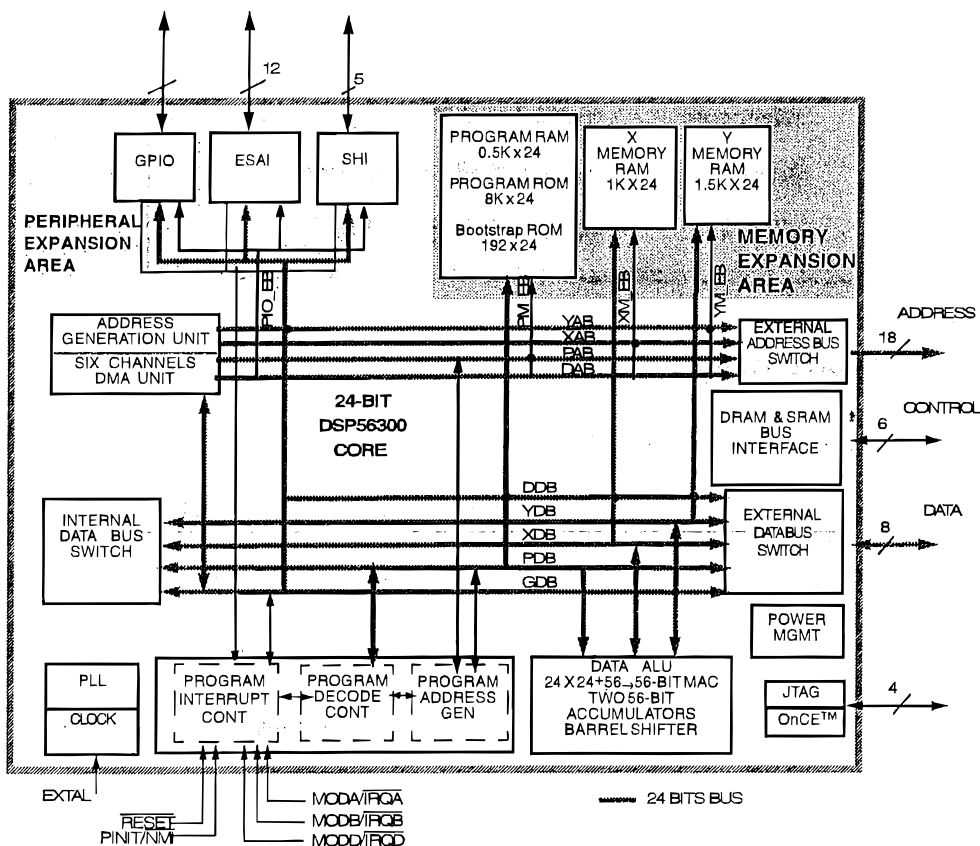 12
5
GPIO
ESAI
SHI
PROGRAM RAM
0.5K x 24
PROGRAM ROM
8K x 24
Bootstrap ROM
192 x 24
X
MEMORY
RAM
1K X 24
Y
MEMORY
RAM
1.5K X 24
PERIPHERAL
EXPANSION
AREA
MEMORY
EXPANSION
AREA
PIO_EB
PM_EB
XM_EB
YM_EB
ADDRESS
GENERATION UNIT
SIX CHANNELS
DMA UNIT
YAB
XAB
PAB
DAB
EXTERNAL
ADDRESS BUS
SWITCH
ADDRESS
18
24-BIT
DSP56300
CORE
DRAM & SRAM
BUS
INTERFACE
CONTROL
6
INTERNAL
DATA BUS
SWITCH
DDB
YDB
XDB
PDB
GDB
EXTERNAL
DATA BUS
SWITCH
DATA
8
POWER
MGMT
PLL
CLOCK
PROGRAM
INTERRUPT
CONT
PROGRAM
DECODE
CONT
PROGRAM
ADDRESS
GEN
DATA ALU
24 X 24+56→56-BIT MAC
TWO 56-BIT
ACCUMULATORS
BARREL SHIFTER
JTAG
OnCE™
4
EXTAL
RESET
PINIT/NMI
MODA/IRQA
MODB/IRQB
MODD/IRQD
24 BITS BUS